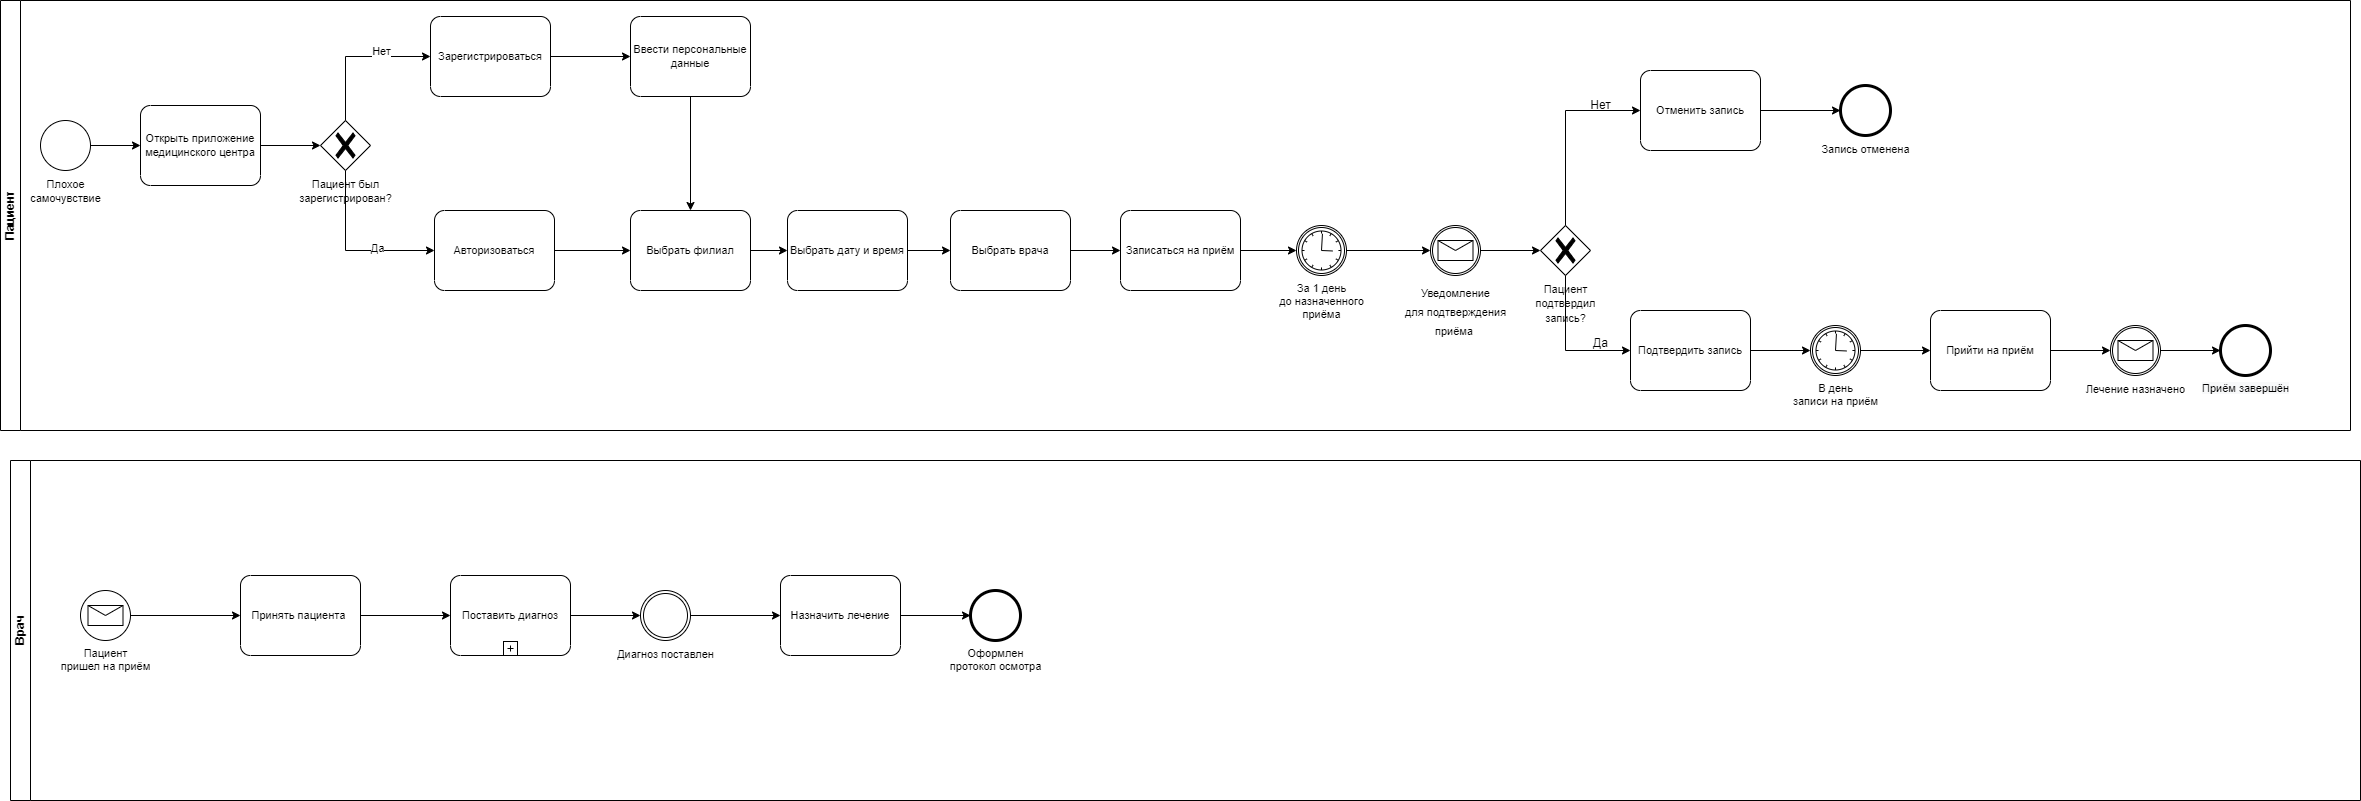 Пациент
Плохое
самочувствие
Открыть приложение
медицинского центра
Пациент был
зарегистрирован?
Нет
Зарегистрироваться
Ввести персональные
данные
Да
Авторизоваться
Выбрать филиал
Выбрать дату и время
Выбрать врача
Записаться на приём
За 1 день
до назначенного
приёма
Уведомление
для подтверждения
приёма
Пациент
подтвердил
запись?
Нет
Отменить запись
Запись отменена
Да
Подтвердить запись
В день
записи на приём
Прийти на приём
Лечение назначено
Приём завершён
Врач
Пациент
пришел на приём
Принять пациента
Поставить диагноз
Диагноз поставлен
Назначить лечение
Оформлен
протокол осмотра